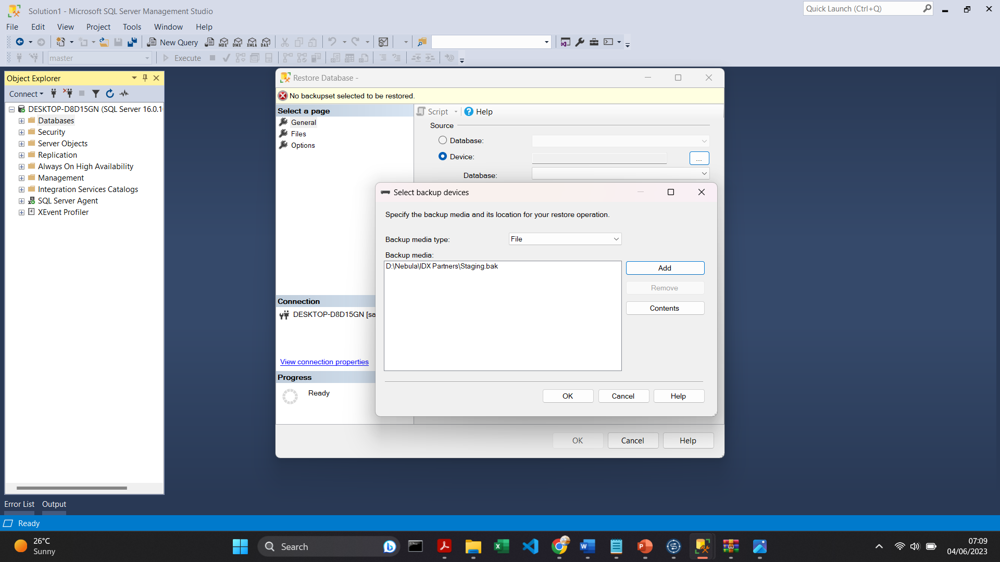 Solution1 - Microsoft SQL Server Management Studio
Quick Launch (Ctrl+Q)
File Edit View Project Tools Window Help
New Query MDX DMX XMLA DAX
master Execute
Object Explorer
Connect
DESKTOP-D8D15GN (SQL Server 16.0.1
Databases
Security
Server Objects
Replication
Always On High Availability
Management
Integration Services Catalogs
SQL Server Agent
XEvent Profiler
Restore Database -
No backupset selected to be restored.
Select a page
General
Files
Options
Script Help
Source
Database:
Device:
...
Database:
Connection
DESKTOP-D8D15GN [sa
View connection properties
Progress
Ready
Select backup devices
Specify the backup media and its location for your restore operation.
Backup media type: File
Backup media:
D:\Nebula\IDX Partners\Staging.bak
Add
Remove
Contents
OK Cancel Help
OK Cancel Help
Error List Output
Ready
26°C
Sunny
Search
07:09
04/06/2023